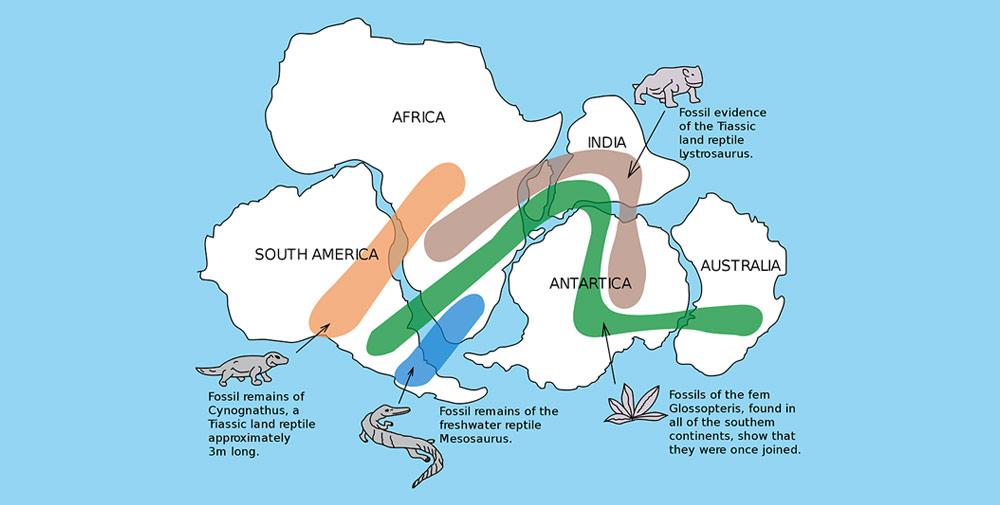 AFRICA
INDIA
Fossil evidence
of the Tiassic
land reptile
Lystrosaurus.
SOUTH AMERICA
ANTARTICA
AUSTRALIA
Fossil remains of
Cynognathus, a
Tiassic land reptile
approximately
3m long.
Fossil remains of the
freshwater reptile
Mesosaurus.
Fossils of the fern
Glossopteris, found in
all of the southem
continents, show that
they were once joined.